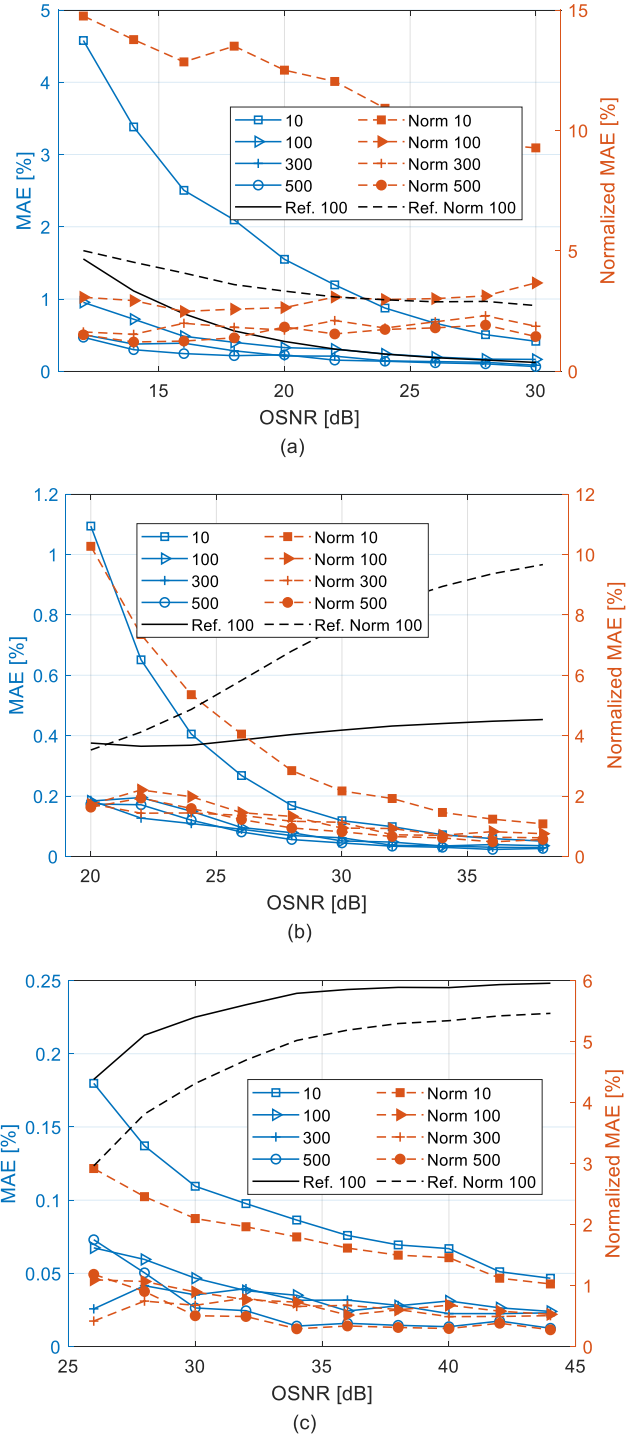 5
4
3
2
1
0
MAE [%]
15
10
5
0
Normalized MAE [%]
10
100
300
500
Ref. 100
Norm 10
Norm 100
Norm 300
Norm 500
Ref. Norm 100
15
20
25
30
OSNR [dB]
(a)
1.2
1
0.8
0.6
0.4
0.2
0
MAE [%]
12
10
8
6
4
2
0
Normalized MAE [%]
10
100
300
500
Ref. 100
Norm 10
Norm 100
Norm 300
Norm 500
Ref. Norm 100
20
25
30
35
OSNR [dB]
(b)
0.25
0.2
0.15
0.1
0.05
0
MAE [%]
6
5
4
3
2
1
0
Normalized MAE [%]
10
100
300
500
Ref. 100
Norm 10
Norm 100
Norm 300
Norm 500
Ref. Norm 100
25
30
35
40
45
OSNR [dB]
(c)